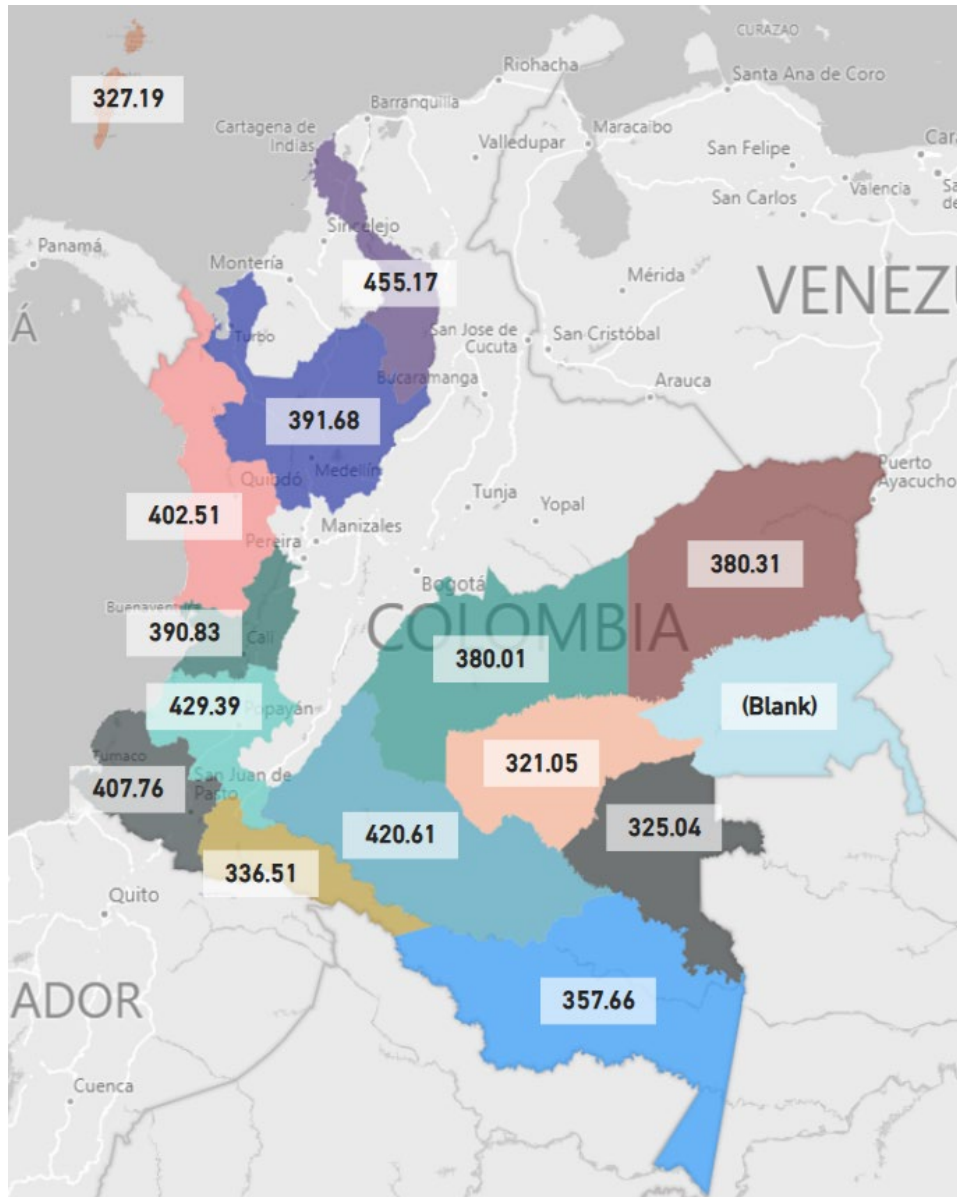 CURAZAO
Riohacha
Santa Ana de Coro
327.19
Barranquilla
Cartagena de
Indias
Maracaibo
Valledupar
San Felipe
Valencia
San Carlos
Sincelejo
Panamá
Montería
Mérida
455.17
VENEZU
Á
Turbo
San Jose de
Cucuta
San Cristóbal
Bucaramanga
Arauca
391.68
Medellín
Puerto
Ayacucho
Quibdó
Tunja
Yopal
402.51
Manizales
Pereira
380.31
Bogotá
Buenaventura
COLOMBIA
390.83
Cali
380.01
429.39
Popayán
(Blank)
Tumaco
321.05
San Juan de
Pasto
407.76
325.04
420.61
336.51
Quito
357.66
ADOR
Cuenca